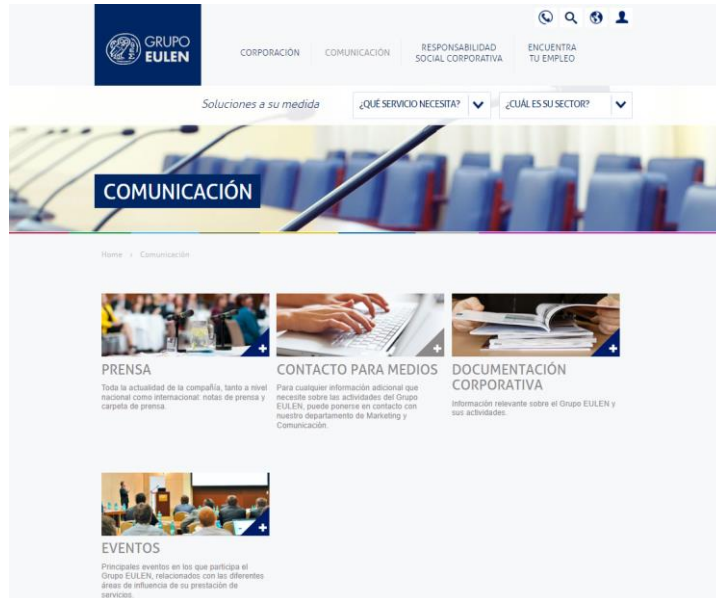 GRUPO
EULEN
CORPORACIÓN
COMUNICACIÓN
RESPONSABILIDAD
SOCIAL CORPORATIVA
ENCUENTRA
TU EMPLEO
Soluciones a su medida
¿QUÉ SERVICIO NECESITA?
¿CUÁL ES SU SECTOR?
COMUNICACIÓN
Home › Comunicación
PRENSA
Toda la actualidad de la compañía, tanto a nivel
nacional como internacional: notas de prensa y
carpeta de prensa.
CONTACTO PARA MEDIOS
Para cualquier información adicional que
necesite sobre las actividades del Grupo
EULEN, puede ponerse en contacto con
nuestro departamento de Marketing y
Comunicación.
DOCUMENTACIÓN
CORPORATIVA
Información relevante sobre el Grupo EULEN y
sus actividades.
EVENTOS
Principales eventos en los que participa el
Grupo EULEN, relacionados con las diferentes
áreas de influencia de su prestación de
servicios.